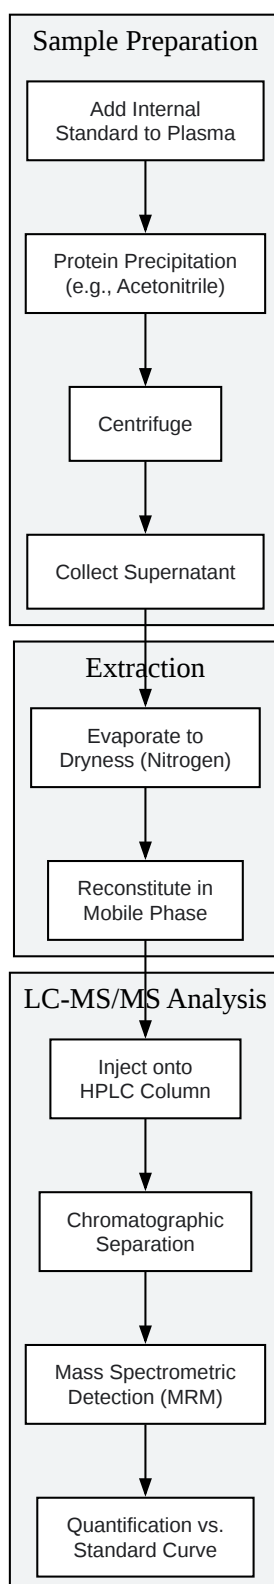 Sample Preparation
Add Internal
Standard to Plasma
Protein Precipitation
(e.g., Acetonitrile)
Centrifuge
Collect Supernatant
Extraction
Evaporate to
Dryness (Nitrogen)
Reconstitute in
Mobile Phase
LC-MS/MS Analysis
Inject onto
HPLC Column
Chromatographic
Separation
Mass Spectrometric
Detection (MRM)
Quantification vs.
Standard Curve